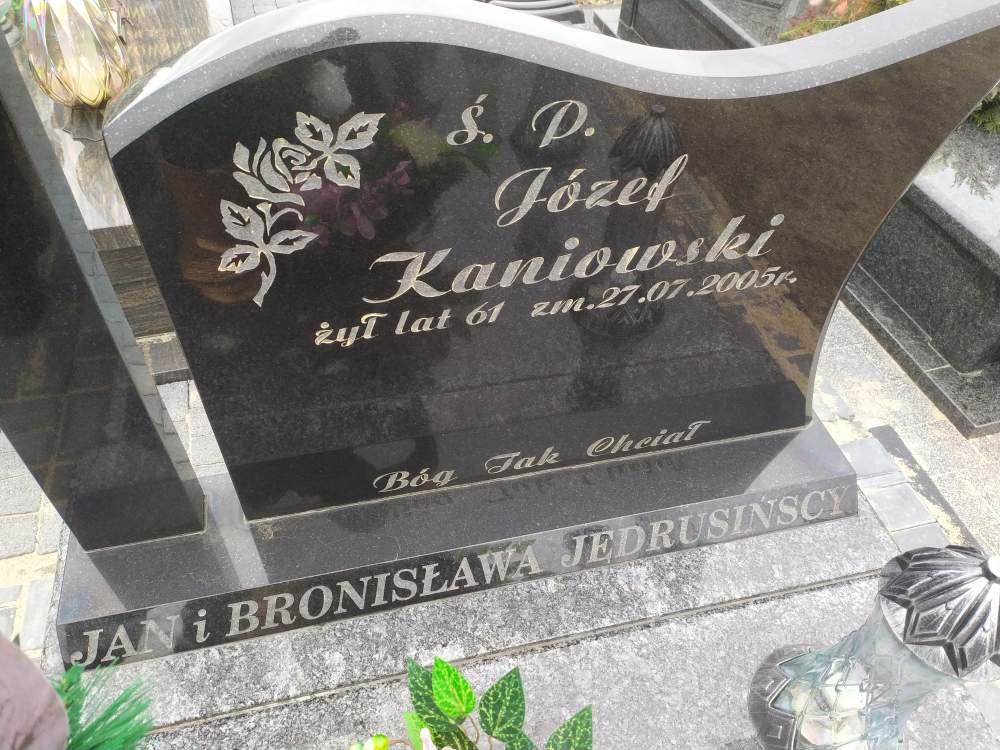 Ś. P.
Józef
Kaniowski
żył lat 61 zm.27.07.2005r.
Bóg Tak Chciał
JAN i BRONISŁAWA JĘDRUSIŃSCY